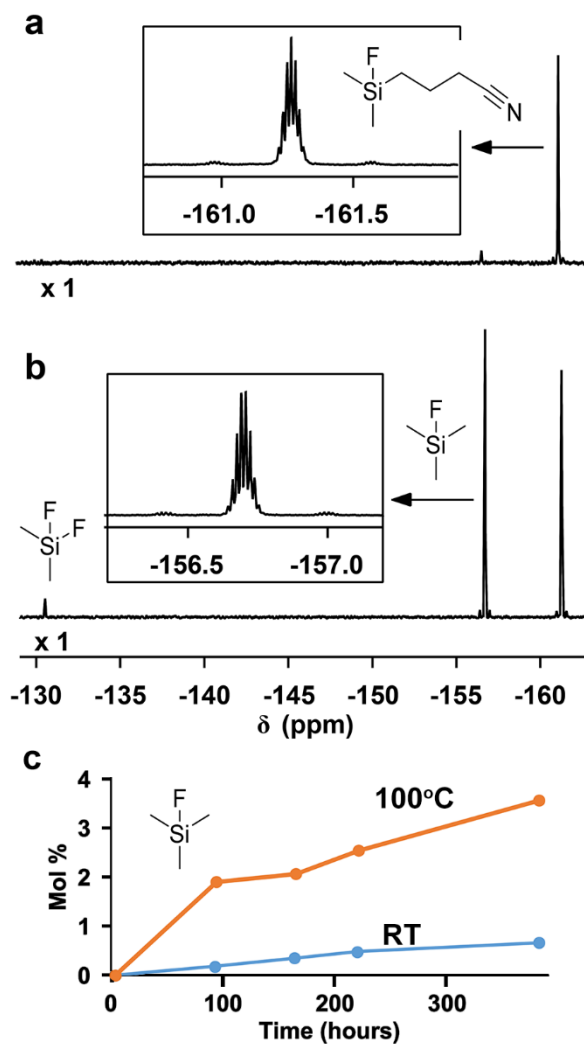 a
F
Si
N
-161.0 -161.5
x 1
b
F
Si
F
F
Si
-156.5 -157.0
x 1
-130 -135 -140 -145 -150 -155 -160
δ (ppm)
c
4
3
2
1
0
Mol %
F
Si
100°C
RT
0 100 200 300
Time (hours)